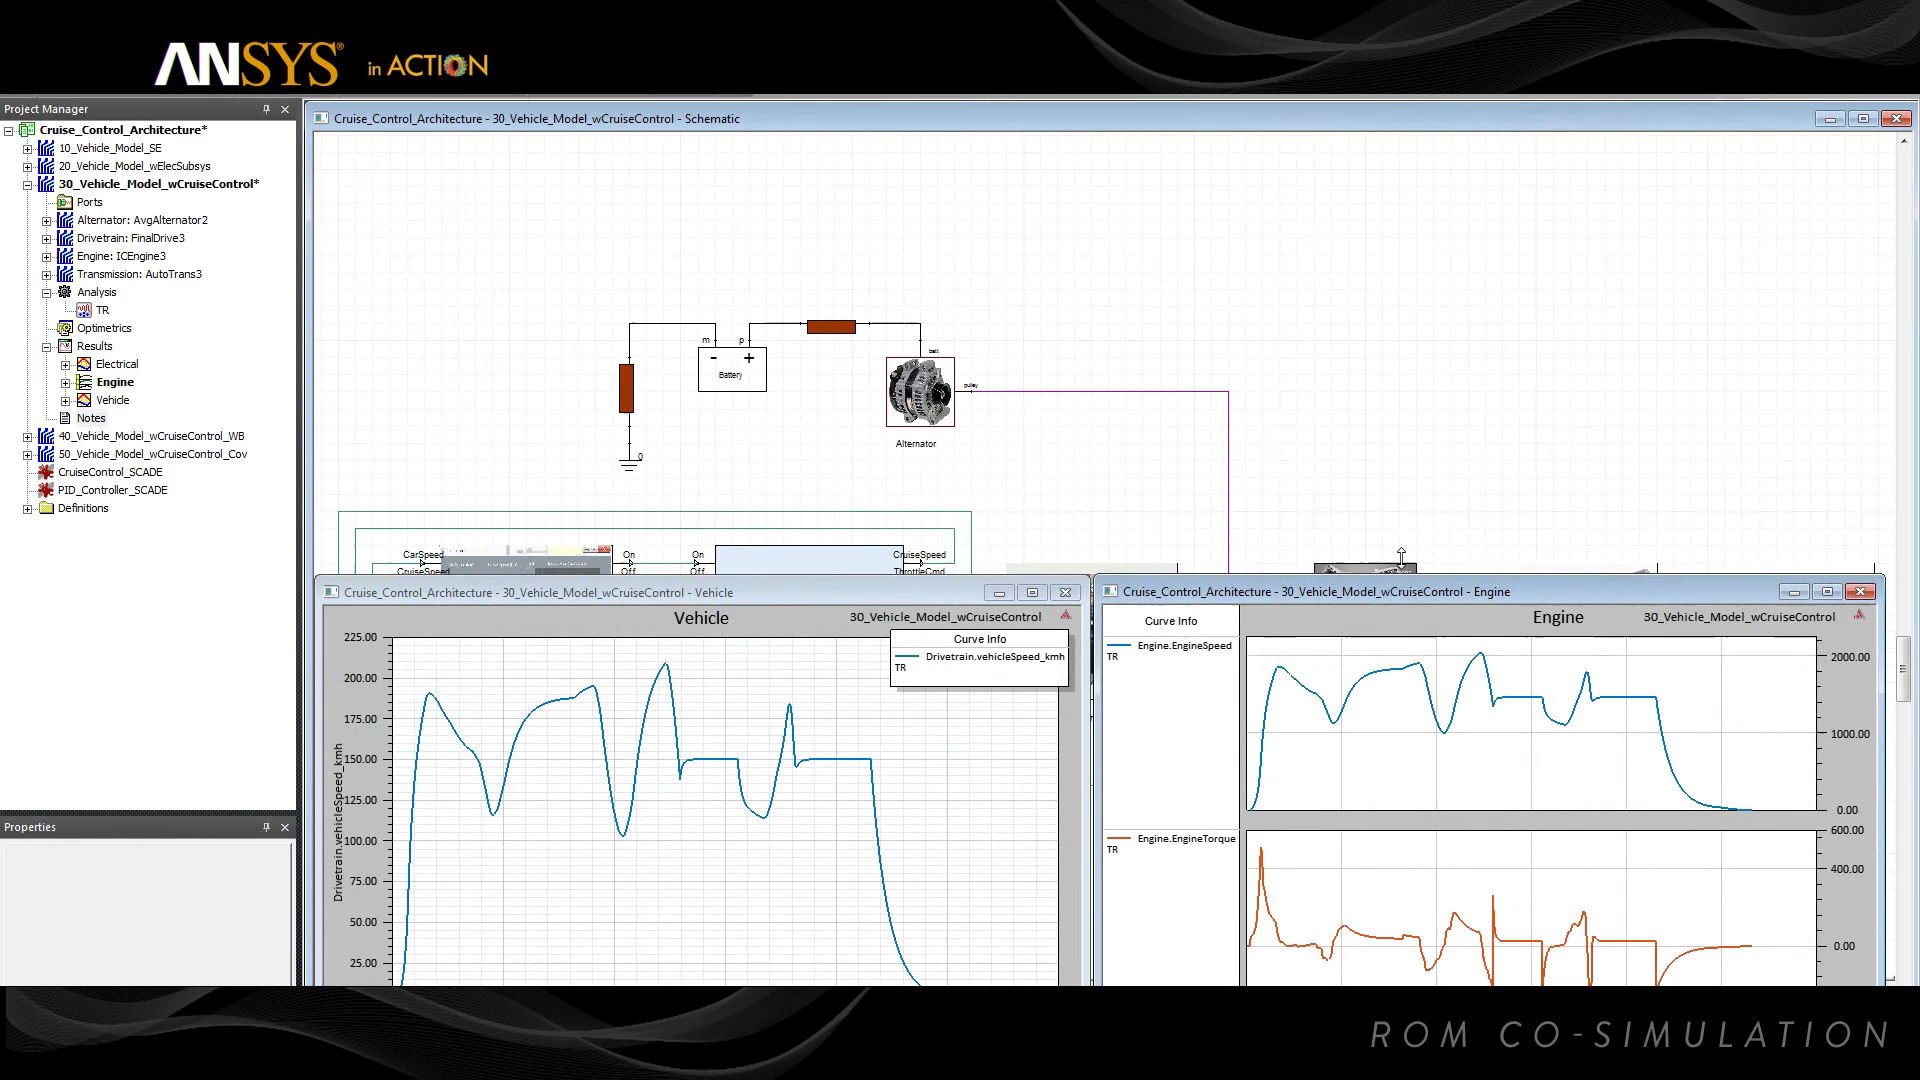 ANSYS® in ACTION
Project Manager
Cruise_Control_Architecture*
10_Vehicle_Model_SE
20_Vehicle_Model_wElecSubsys
30_Vehicle_Model_wCruiseControl*
Ports
Alternator: AvgAlternator2
Drivetrain: FinalDrive3
Engine: ICEngine3
Transmission: AutoTrans3
Analysis
TR
Optimetrics
Results
Electrical
Engine
Vehicle
Notes
40_Vehicle_Model_wCruiseControl_WB
50_Vehicle_Model_wCruiseControl_Cov
CruiseControl_SCADE
PID_Controller_SCADE
Definitions
Properties
Cruise_Control_Architecture - 30_Vehicle_Model_wCruiseControl - Schematic
m p
- +
Battery
batt
pulley
Alternator
0
CarSpeed On On CruiseSpeed
CruiseSpeed Off Off ThrottleCmd
Cruise_Control_Architecture - 30_Vehicle_Model_wCruiseControl - Vehicle
Vehicle
30_Vehicle_Model_wCruiseControl
Curve Info
Drivetrain.vehicleSpeed_kmh
TR
Drivetrain.vehicleSpeed_kmh
225.00
200.00
175.00
150.00
125.00
100.00
75.00
50.00
25.00
Cruise_Control_Architecture - 30_Vehicle_Model_wCruiseControl - Engine
Curve Info
Engine
30_Vehicle_Model_wCruiseControl
Engine.EngineSpeed
TR
2000.00
1000.00
0.00
Engine.EngineTorque
TR
600.00
400.00
0.00
ROM CO-SIMULATION